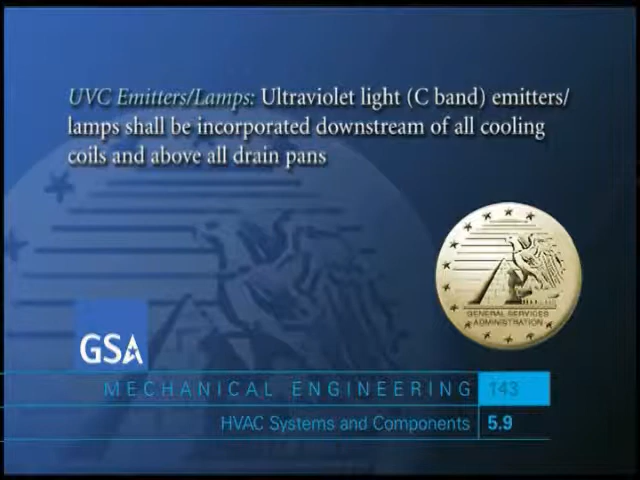 UVC Emitters/Lamps: Ultraviolet light (C band) emitters/
lamps shall be incorporated downstream of all cooling
coils and above all drain pans
GENERAL SERVICES
ADMINISTRATION
GSA
MECHANICAL ENGINEERING 143
HVAC Systems and Components 5.9